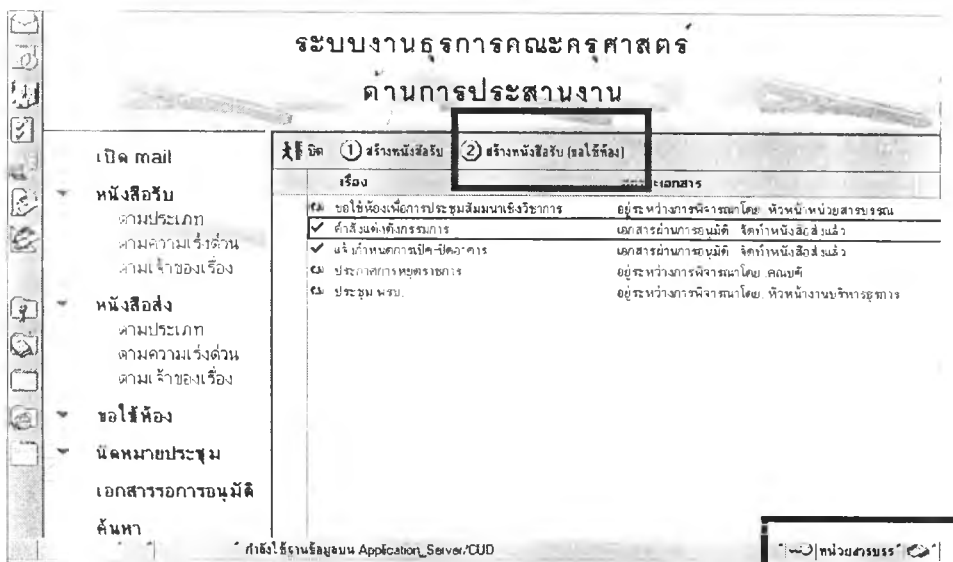 ระบบงานธุรการคณะครุศาสตร์
ด้านการประสานงาน
ปิด ① สร้างหนังสือรับ ② สร้างหนังสือรับ (ขอใช้ห้อง)
เรื่อง
ขอใช้ห้องเพื่อการประชุมสัมมนาเชิงวิชาการ อยู่ระหว่างการพิจารณาโดย หัวหน้าหน่วยสารบรรณ
คำสั่งแต่งตั้งกรรมการ เอกสารผ่านการอนุมัติ จัดทำหนังสือส่งแล้ว
แจ้งกำหนดการเปิด-ปิดอาคาร เอกสารผ่านการอนุมัติ จัดทำหนังสือส่งแล้ว
ประกาศการหยุดราชการ อยู่ระหว่างการพิจารณาโดย คณบดี
ประชุม พรบ. อยู่ระหว่างการพิจารณาโดย. หัวหน้างานบริหารธุรการ
เปิด mail
หนังสือรับ
ตามประเภท
ตามความเร่งด่วน
ตามเจ้าของเรื่อง
หนังสือส่ง
ตามประเภท
ตามความเร่งด่วน
ตามเจ้าของเรื่อง
ขอใช้ห้อง
นัดหมายประชุม
เอกสารรอการอนุมัติ
ค้นหา
กำลังใช้ฐานข้อมูลบน Application_Server/CUD
หน่วยสารบรร